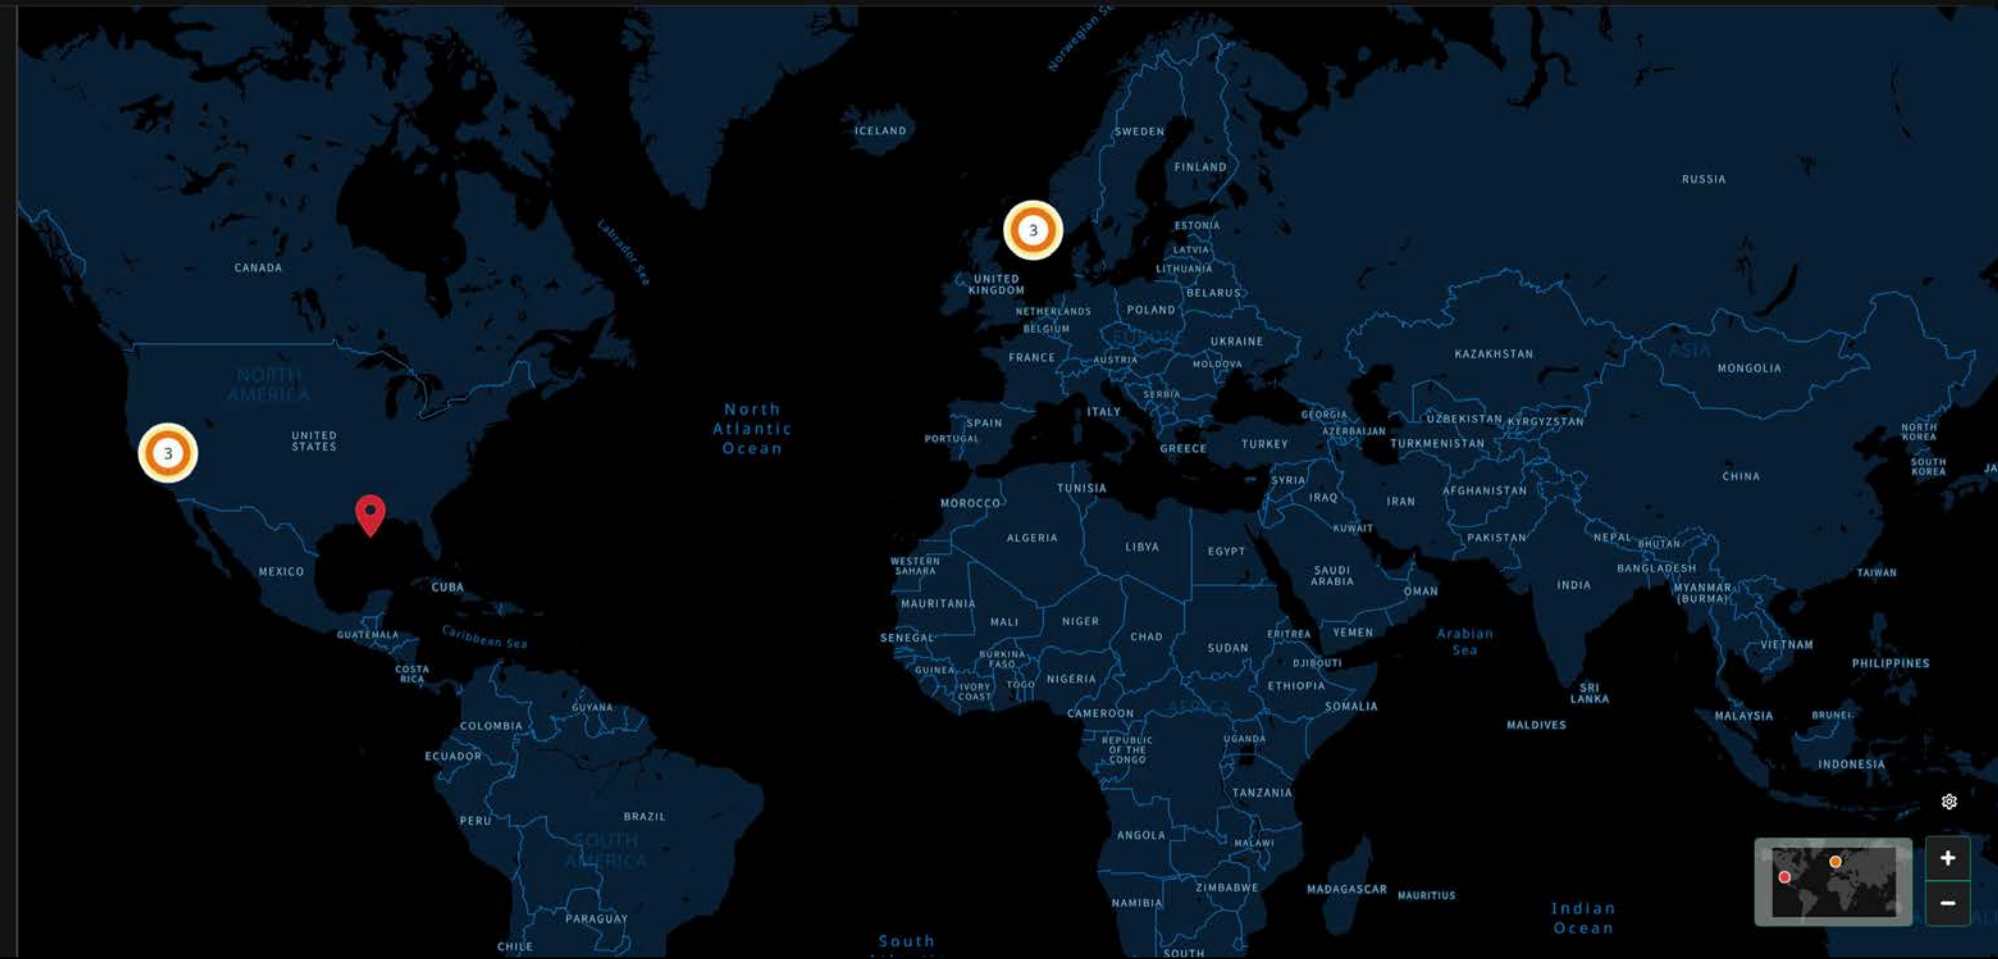 Norwegian Se
ICELAND
SWEDEN
FINLAND
RUSSIA
3
ESTONIA
Labrador Sea
LATVIA
CANADA
LITHUANIA
UNITED
KINGDOM
BELARUS
NETHERLANDS
POLAND
BELGIUM
EUROPE
UKRAINE
FRANCE
AUSTRIA
MOLDOVA
KAZAKHSTAN
ASIA
MONGOLIA
NORTH
AMERICA
SERBIA
North
Atlantic
Ocean
ITALY
SPAIN
PORTUGAL
GREECE
TURKEY
GEORGIA
AZERBAIJAN
UZBEKISTAN
KYRGYZSTAN
TURKMENISTAN
NORTH
KOREA
UNITED
STATES
3
SOUTH
KOREA
JA
CHINA
SYRIA
TUNISIA
IRAQ
IRAN
AFGHANISTAN
MOROCCO
KUWAIT
ALGERIA
LIBYA
EGYPT
PAKISTAN
NEPAL
BHUTAN
MEXICO
CUBA
WESTERN
SAHARA
SAUDI
ARABIA
OMAN
INDIA
BANGLADESH
TAIWAN
MYANMAR
(BURMA)
MAURITANIA
MALI
NIGER
CHAD
GUATEMALA
Caribbean Sea
SENEGAL
SUDAN
ERITREA
YEMEN
Arabian
Sea
VIETNAM
BURKINA
FASO
DJIBOUTI
PHILIPPINES
COSTA
RICA
GUINEA
IVORY
COAST
TOGO
NIGERIA
ETHIOPIA
SRI
LANKA
GUYANA
CAMEROON
AFRICA
SOMALIA
COLOMBIA
MALDIVES
MALAYSIA
BRUNEI
ECUADOR
REPUBLIC
OF THE
CONGO
UGANDA
INDONESIA
TANZANIA
PERU
BRAZIL
SOUTH
AMERICA
ANGOLA
MALAWI
ZIMBABWE
MADAGASCAR
MAURITIUS
NAMIBIA
Indian
Ocean
PARAGUAY
CHILE
South
SOUTH
+
−